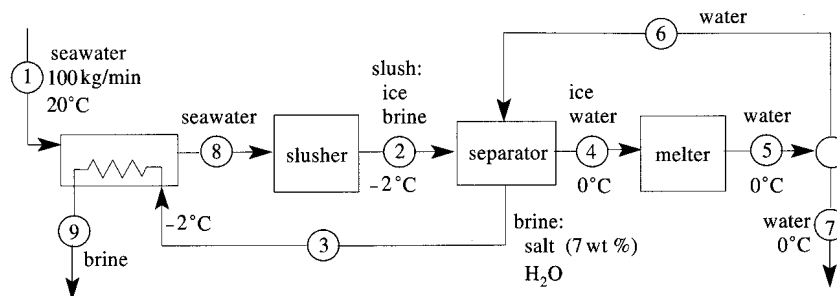 water
6
1
seawater
100 kg/min
20°C
slush:
ice
brine
ice
water
seawater
water
8
slusher
2
separator
4
melter
5
-2°C
0°C
0°C
7
-2°C
water
0°C
9
3
brine:
salt (7 wt %)
H₂O
brine